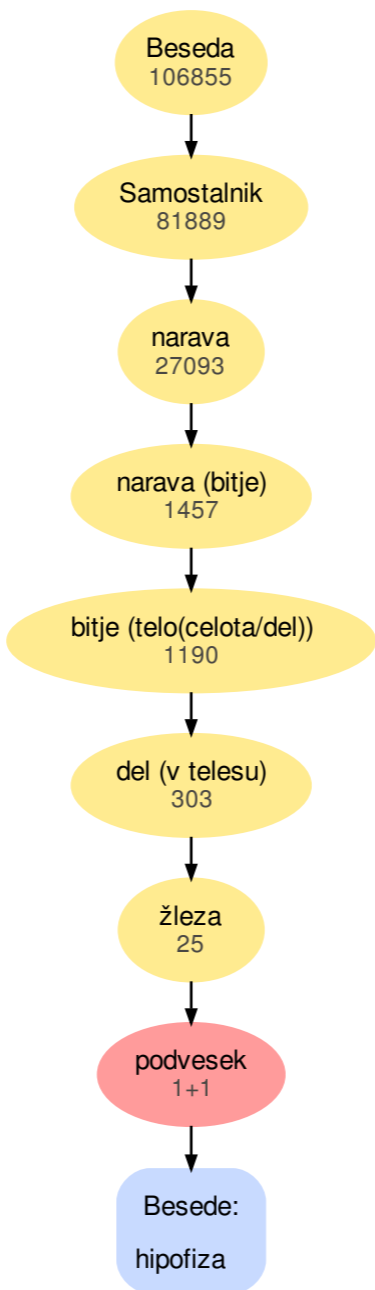 Beseda
106855
Samostalnik
81889
narava
27093
narava (bitje)
1457
bitje (telo(celota/del))
1190
del (v telesu)
303
žleza
25
podvesek
1+1
Besede:
hipofiza